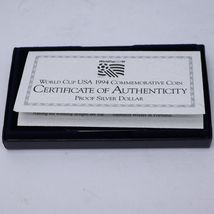 WORLD CUP USA 1994 COMMEMORATIVE COIN
CERTIFICATE OF AUTHENTICITY
PROOF SILVER DOLLAR